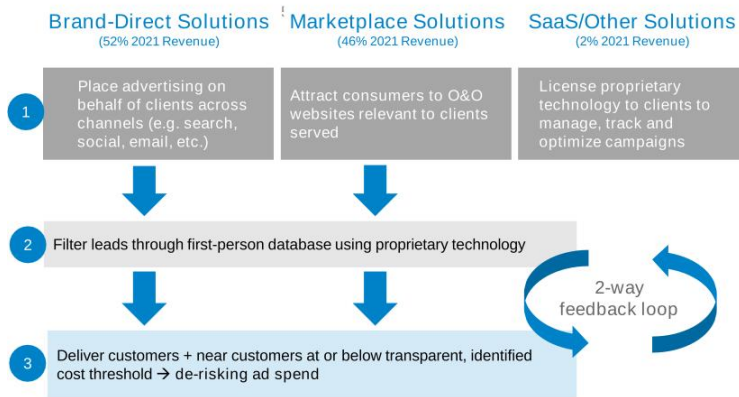 Brand-Direct Solutions
(52% 2021 Revenue)
Marketplace Solutions
(46% 2021 Revenue)
SaaS/Other Solutions
(2% 2021 Revenue)
1
Place advertising on
behalf of clients across
channels (e.g. search,
social, email, etc.)
Attract consumers to O&O
websites relevant to clients
served
License proprietary
technology to clients to
manage, track and
optimize campaigns
2
Filter leads through first-person database using proprietary technology
2-way
feedback loop
3
Deliver customers + near customers at or below transparent, identified
cost threshold → de-risking ad spend